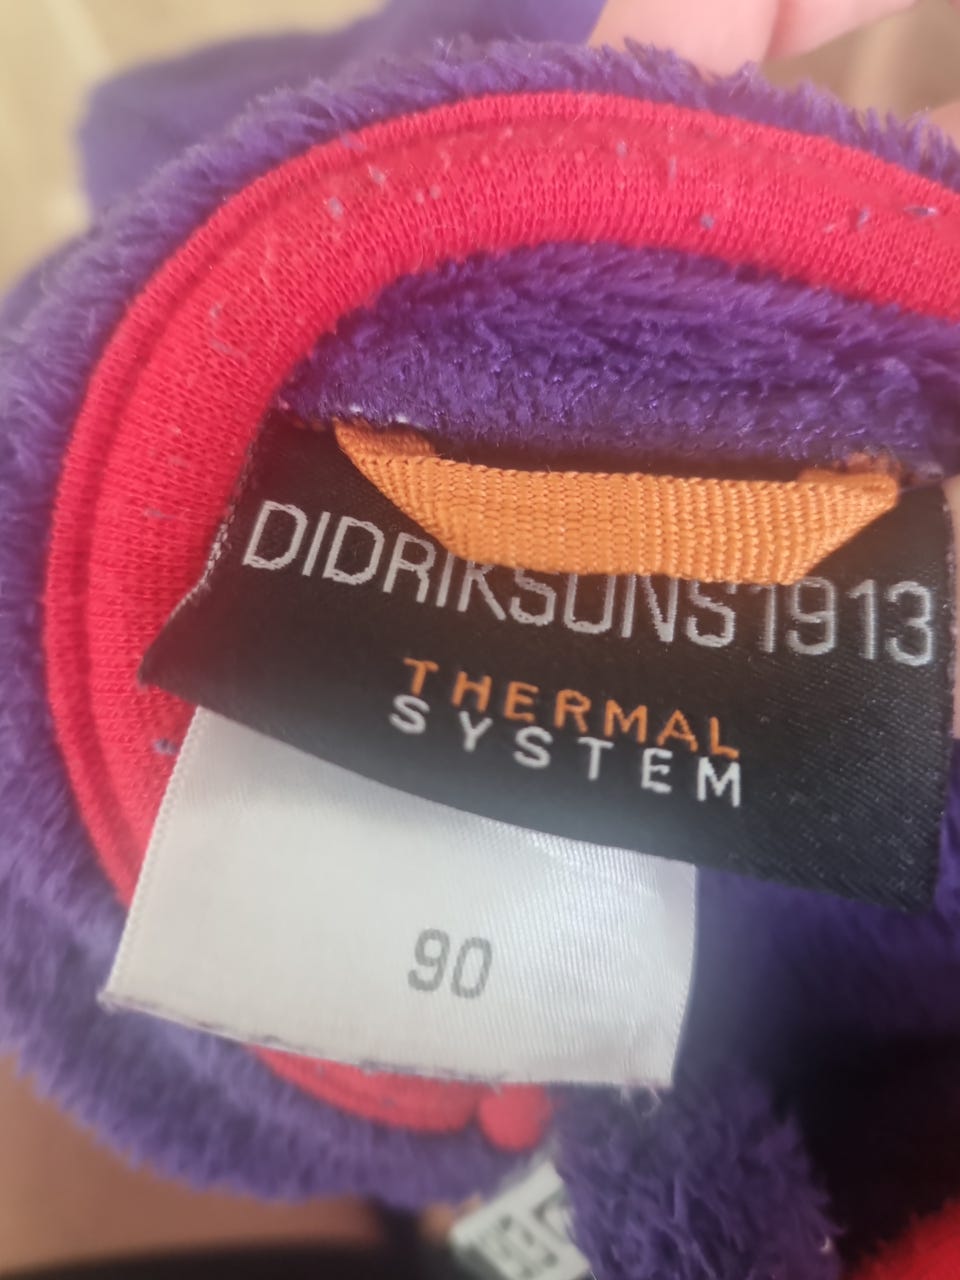 DIDRIKSONS1913
THERMAL
SYSTEM
90